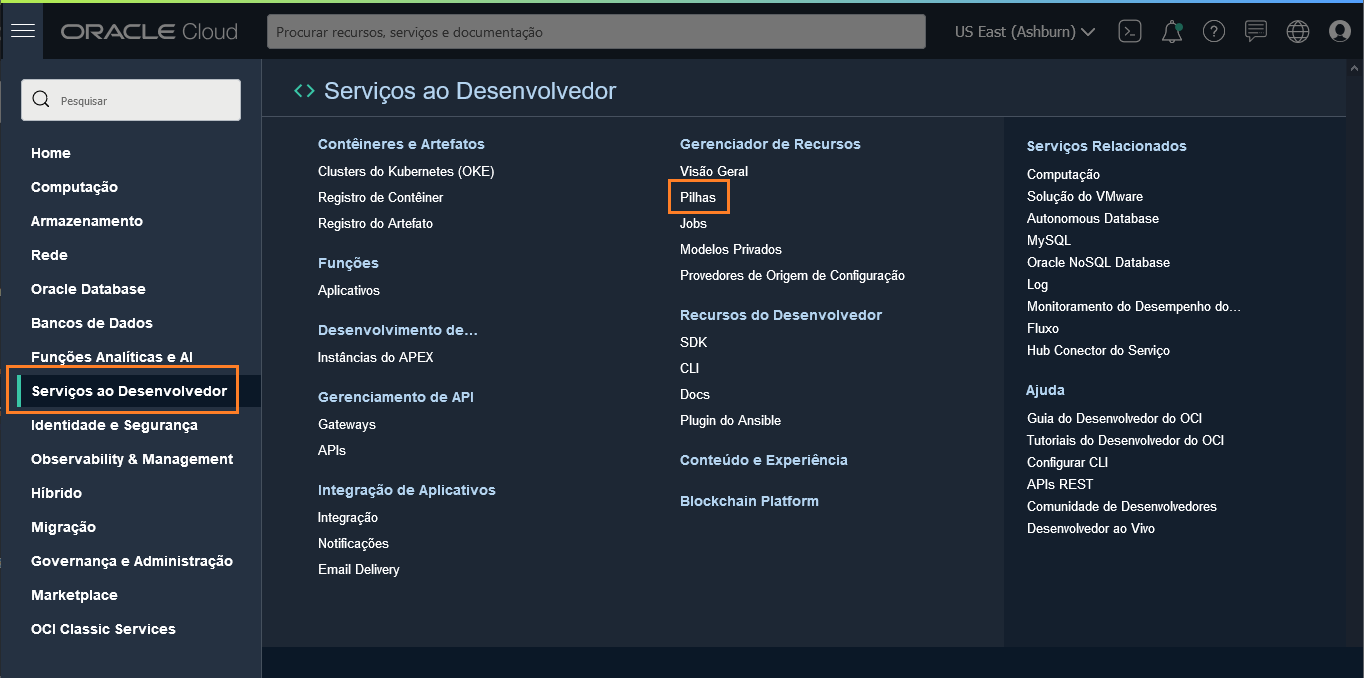 ORACLE Cloud
Procurar recursos, serviços e documentação
US East (Ashburn)
Pesquisar
Home
Computação
Armazenamento
Rede
Oracle Database
Bancos de Dados
Funções Analíticas e AI
Serviços ao Desenvolvedor
Identidade e Segurança
Observability & Management
Híbrido
Migração
Governança e Administração
Marketplace
OCI Classic Services
Serviços ao Desenvolvedor
Contêineres e Artefatos
Clusters do Kubernetes (OKE)
Registro de Contêiner
Registro do Artefato
Funções
Aplicativos
Desenvolvimento de...
Instâncias do APEX
Gerenciamento de API
Gateways
APIs
Integração de Aplicativos
Integração
Notificações
Email Delivery
Gerenciador de Recursos
Visão Geral
Pilhas
Jobs
Modelos Privados
Provedores de Origem de Configuração
Recursos do Desenvolvedor
SDK
CLI
Docs
Plugin do Ansible
Conteúdo e Experiência
Blockchain Platform
Serviços Relacionados
Computação
Solução do VMware
Autonomous Database
MySQL
Oracle NoSQL Database
Log
Monitoramento do Desempenho do...
Fluxo
Hub Conector do Serviço
Ajuda
Guia do Desenvolvedor do OCI
Tutoriais do Desenvolvedor do OCI
Configurar CLI
APIs REST
Comunidade de Desenvolvedores
Desenvolvedor ao Vivo